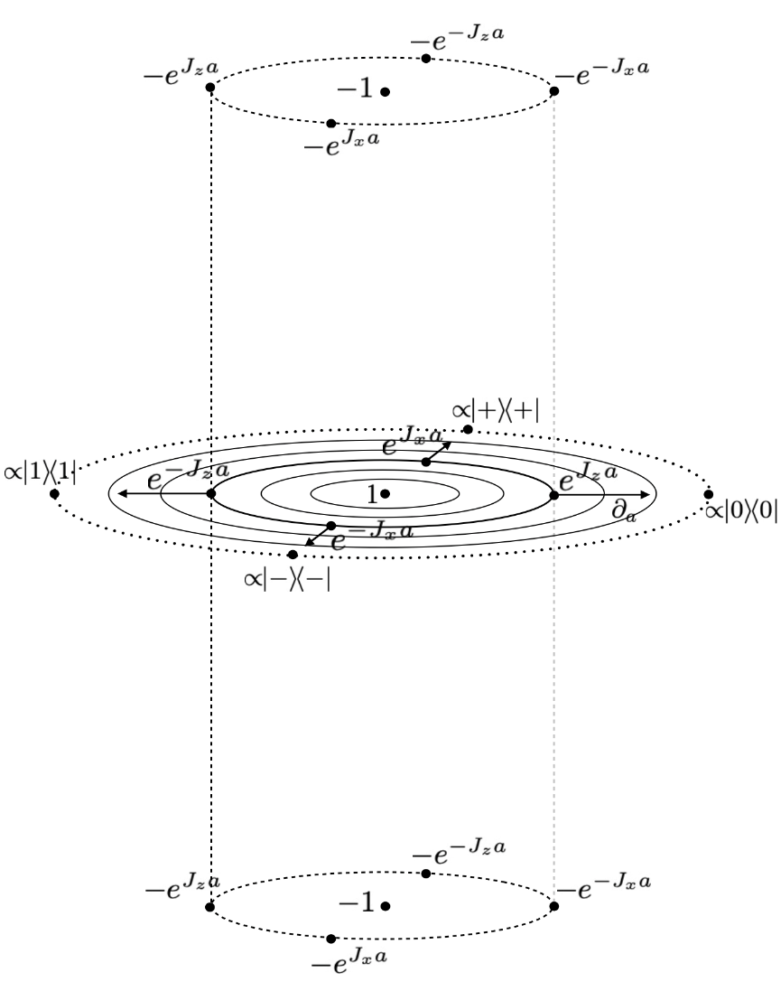 −e^{−J_z a}
−e^{J_z a}
−1
−e^{−J_x a}
−e^{J_x a}
∝|+⟩⟨+|
e^{J_x a}
∝|1⟩⟨1|
e^{−J_z a}
1
e^{J_z a}
∂_a
∝|0⟩⟨0|
e^{−J_x a}
∝|−⟩⟨−|
−e^{−J_z a}
−e^{J_z a}
−1
−e^{−J_x a}
−e^{J_x a}